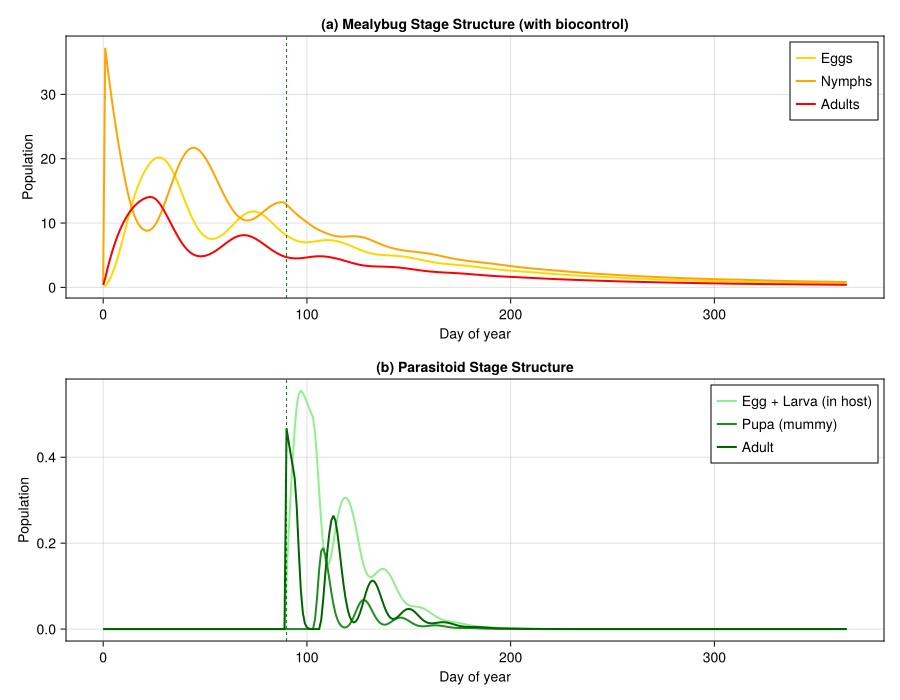 (a) Mealybug Stage Structure (with biocontrol)
Population
30
20
10
0
0
100
200
300
Day of year
Eggs
Nymphs
Adults
(b) Parasitoid Stage Structure
Population
0.4
0.2
0.0
0
100
200
300
Day of year
Egg + Larva (in host)
Pupa (mummy)
Adult